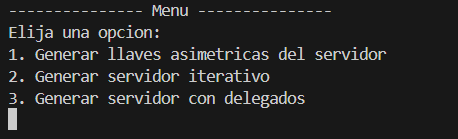 --------------- Menu ---------------
Elija una opcion:
1. Generar llaves asimetricas del servidor
2. Generar servidor iterativo
3. Generar servidor con delegados